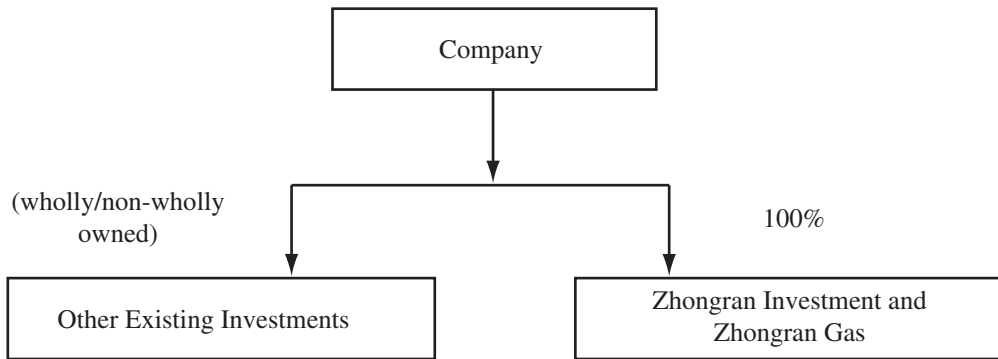 Company
(wholly/non-wholly
owned)
100%
Other Existing Investments
Zhongran Investment and
Zhongran Gas